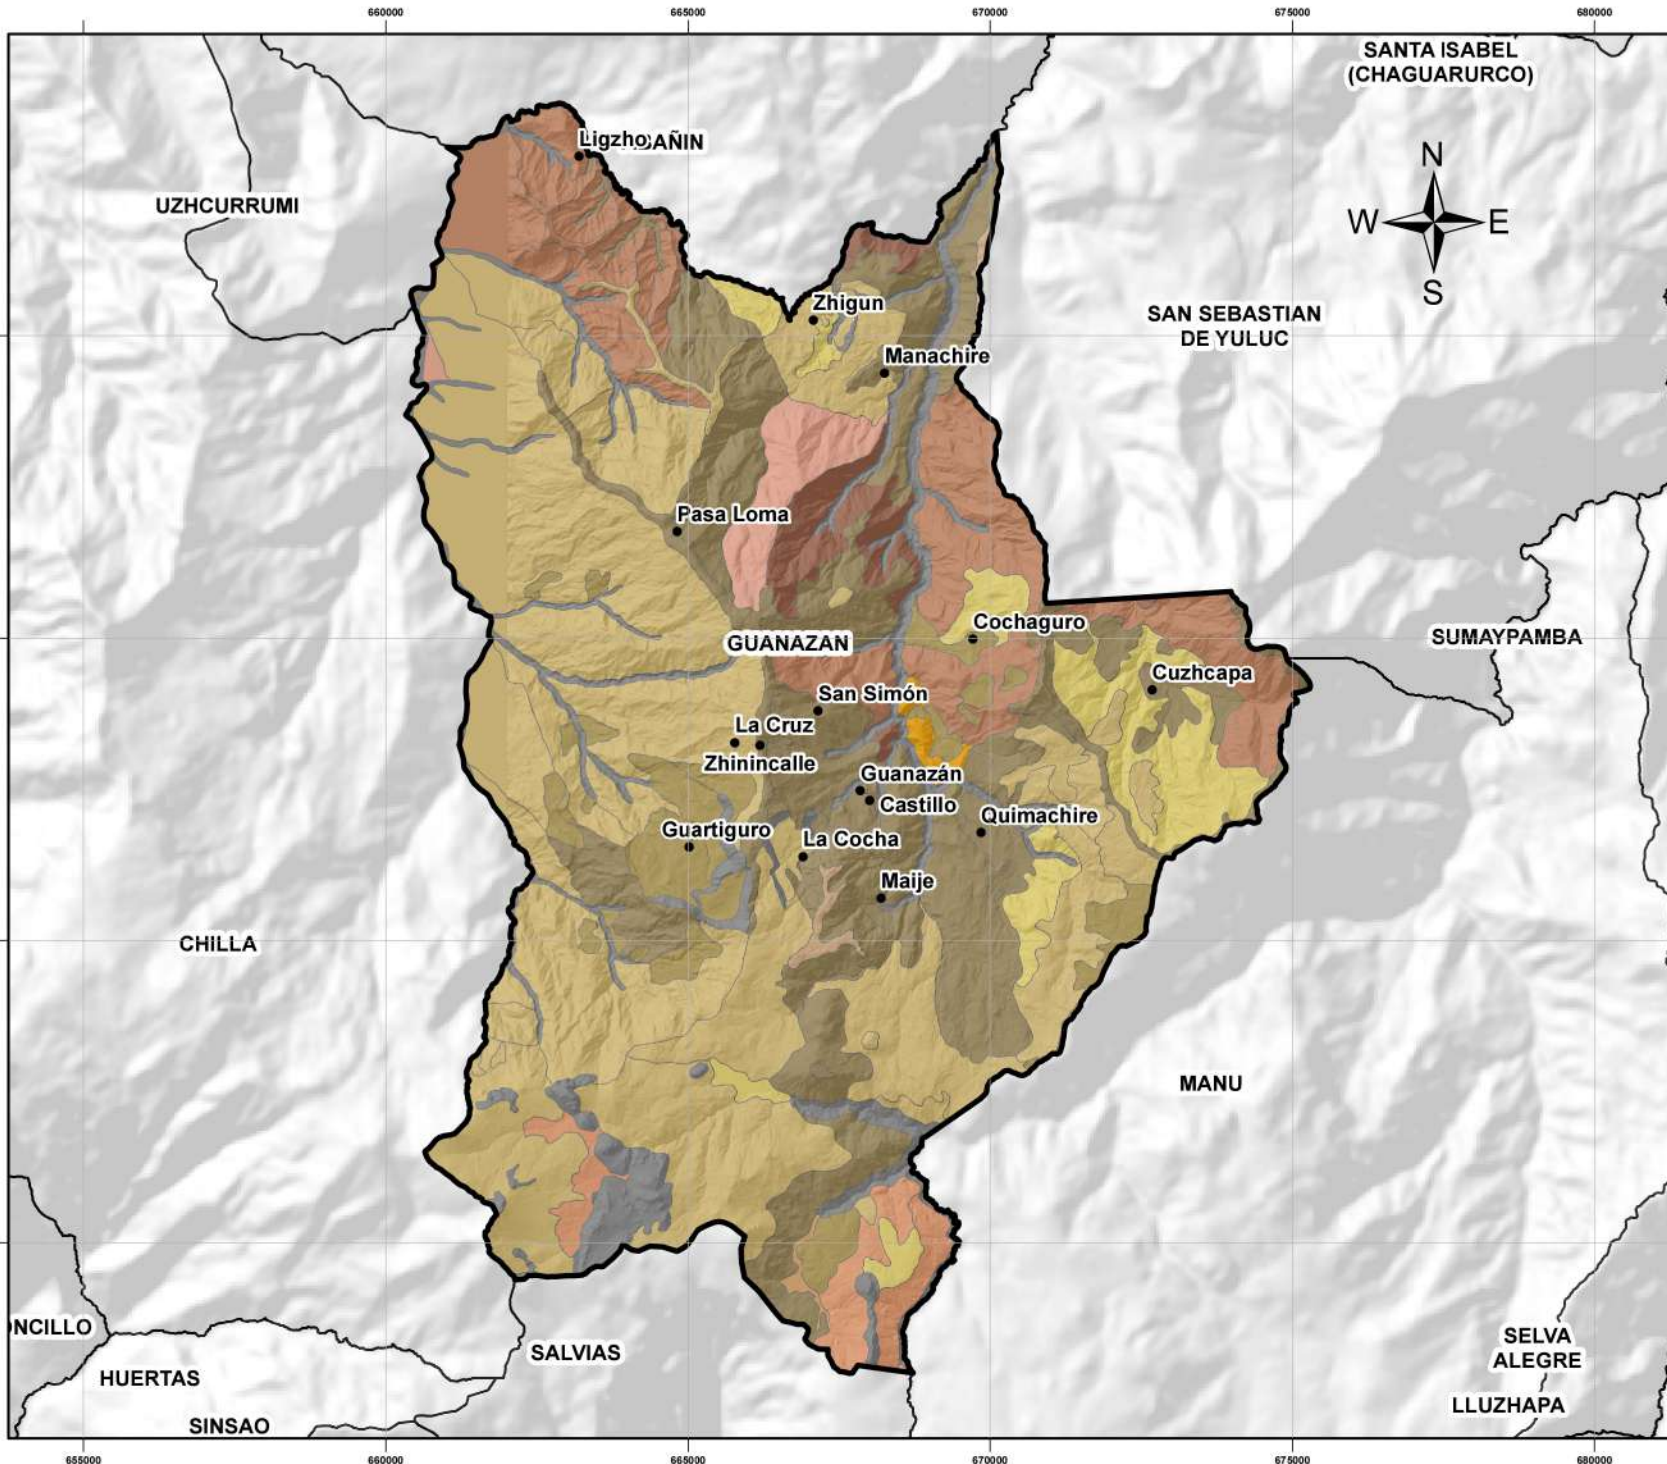 660000
665000
670000
675000
680000
SANTA ISABEL
(CHAGUARURCO)
Ligzho
AÑIN
N
W
E
S
UZHCURRUMI
Zhigun
SAN SEBASTIAN
DE YULUC
Manachire
Pasa Loma
Cochaguro
GUANAZAN
SUMAYPAMBA
Cuzhcapa
San Simón
La Cruz
Zhinincalle
Guanazán
Castillo
Quimachire
Guartiguro
La Cocha
Maije
CHILLA
MANU
NCILLO
SALVIAS
SELVA
ALEGRE
HUERTAS
LLUZHAPA
SINSAO
655000
660000
665000
670000
675000
680000